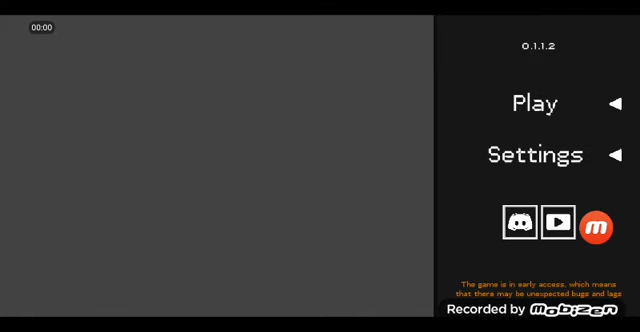 00:00
0.1.1.2
Play
Settings
m
The game is in early access, which means
that there may be unexpected bugs and lags
Recorded by Mobizen